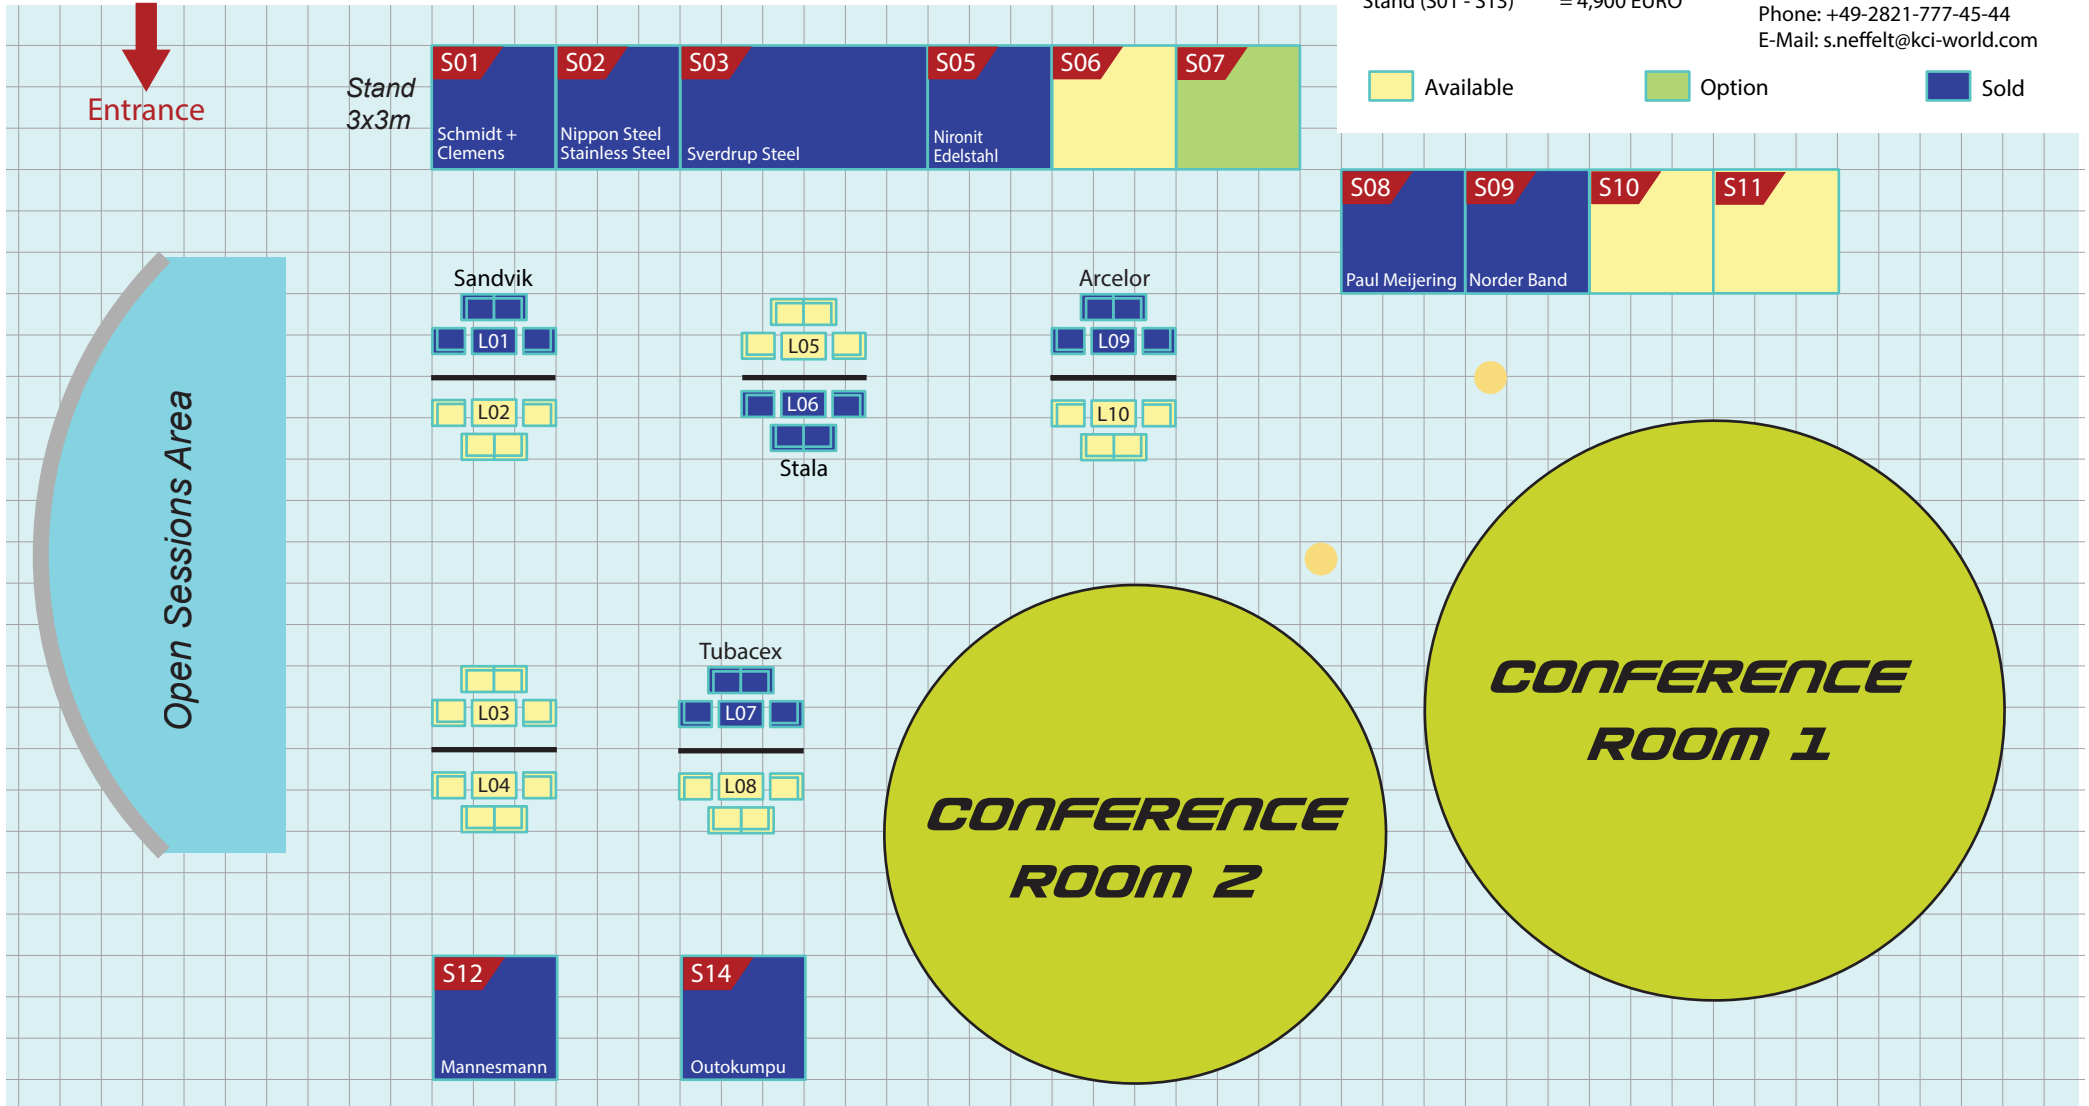 Stand (S01 - S13) = 4,900 EURO
Phone: +49-2821-777-45-44
E-Mail: s.neffelt@kci-world.com
Available
Option
Sold
Entrance
Stand
3x3m
S01
Schmidt +
Clemens
S02
Nippon Steel
Stainless Steel
S03
Sverdrup Steel
S05
Nironit
Edelstahl
S06
S07
S08
Paul Meijering
S09
Norder Band
S10
S11
Open Sessions Area
Sandvik
L01
L02
L05
L06
Stala
Arcelor
L09
L10
L03
L04
Tubacex
L07
L08
CONFERENCE
ROOM 1
CONFERENCE
ROOM 2
S12
Mannesmann
S14
Outokumpu